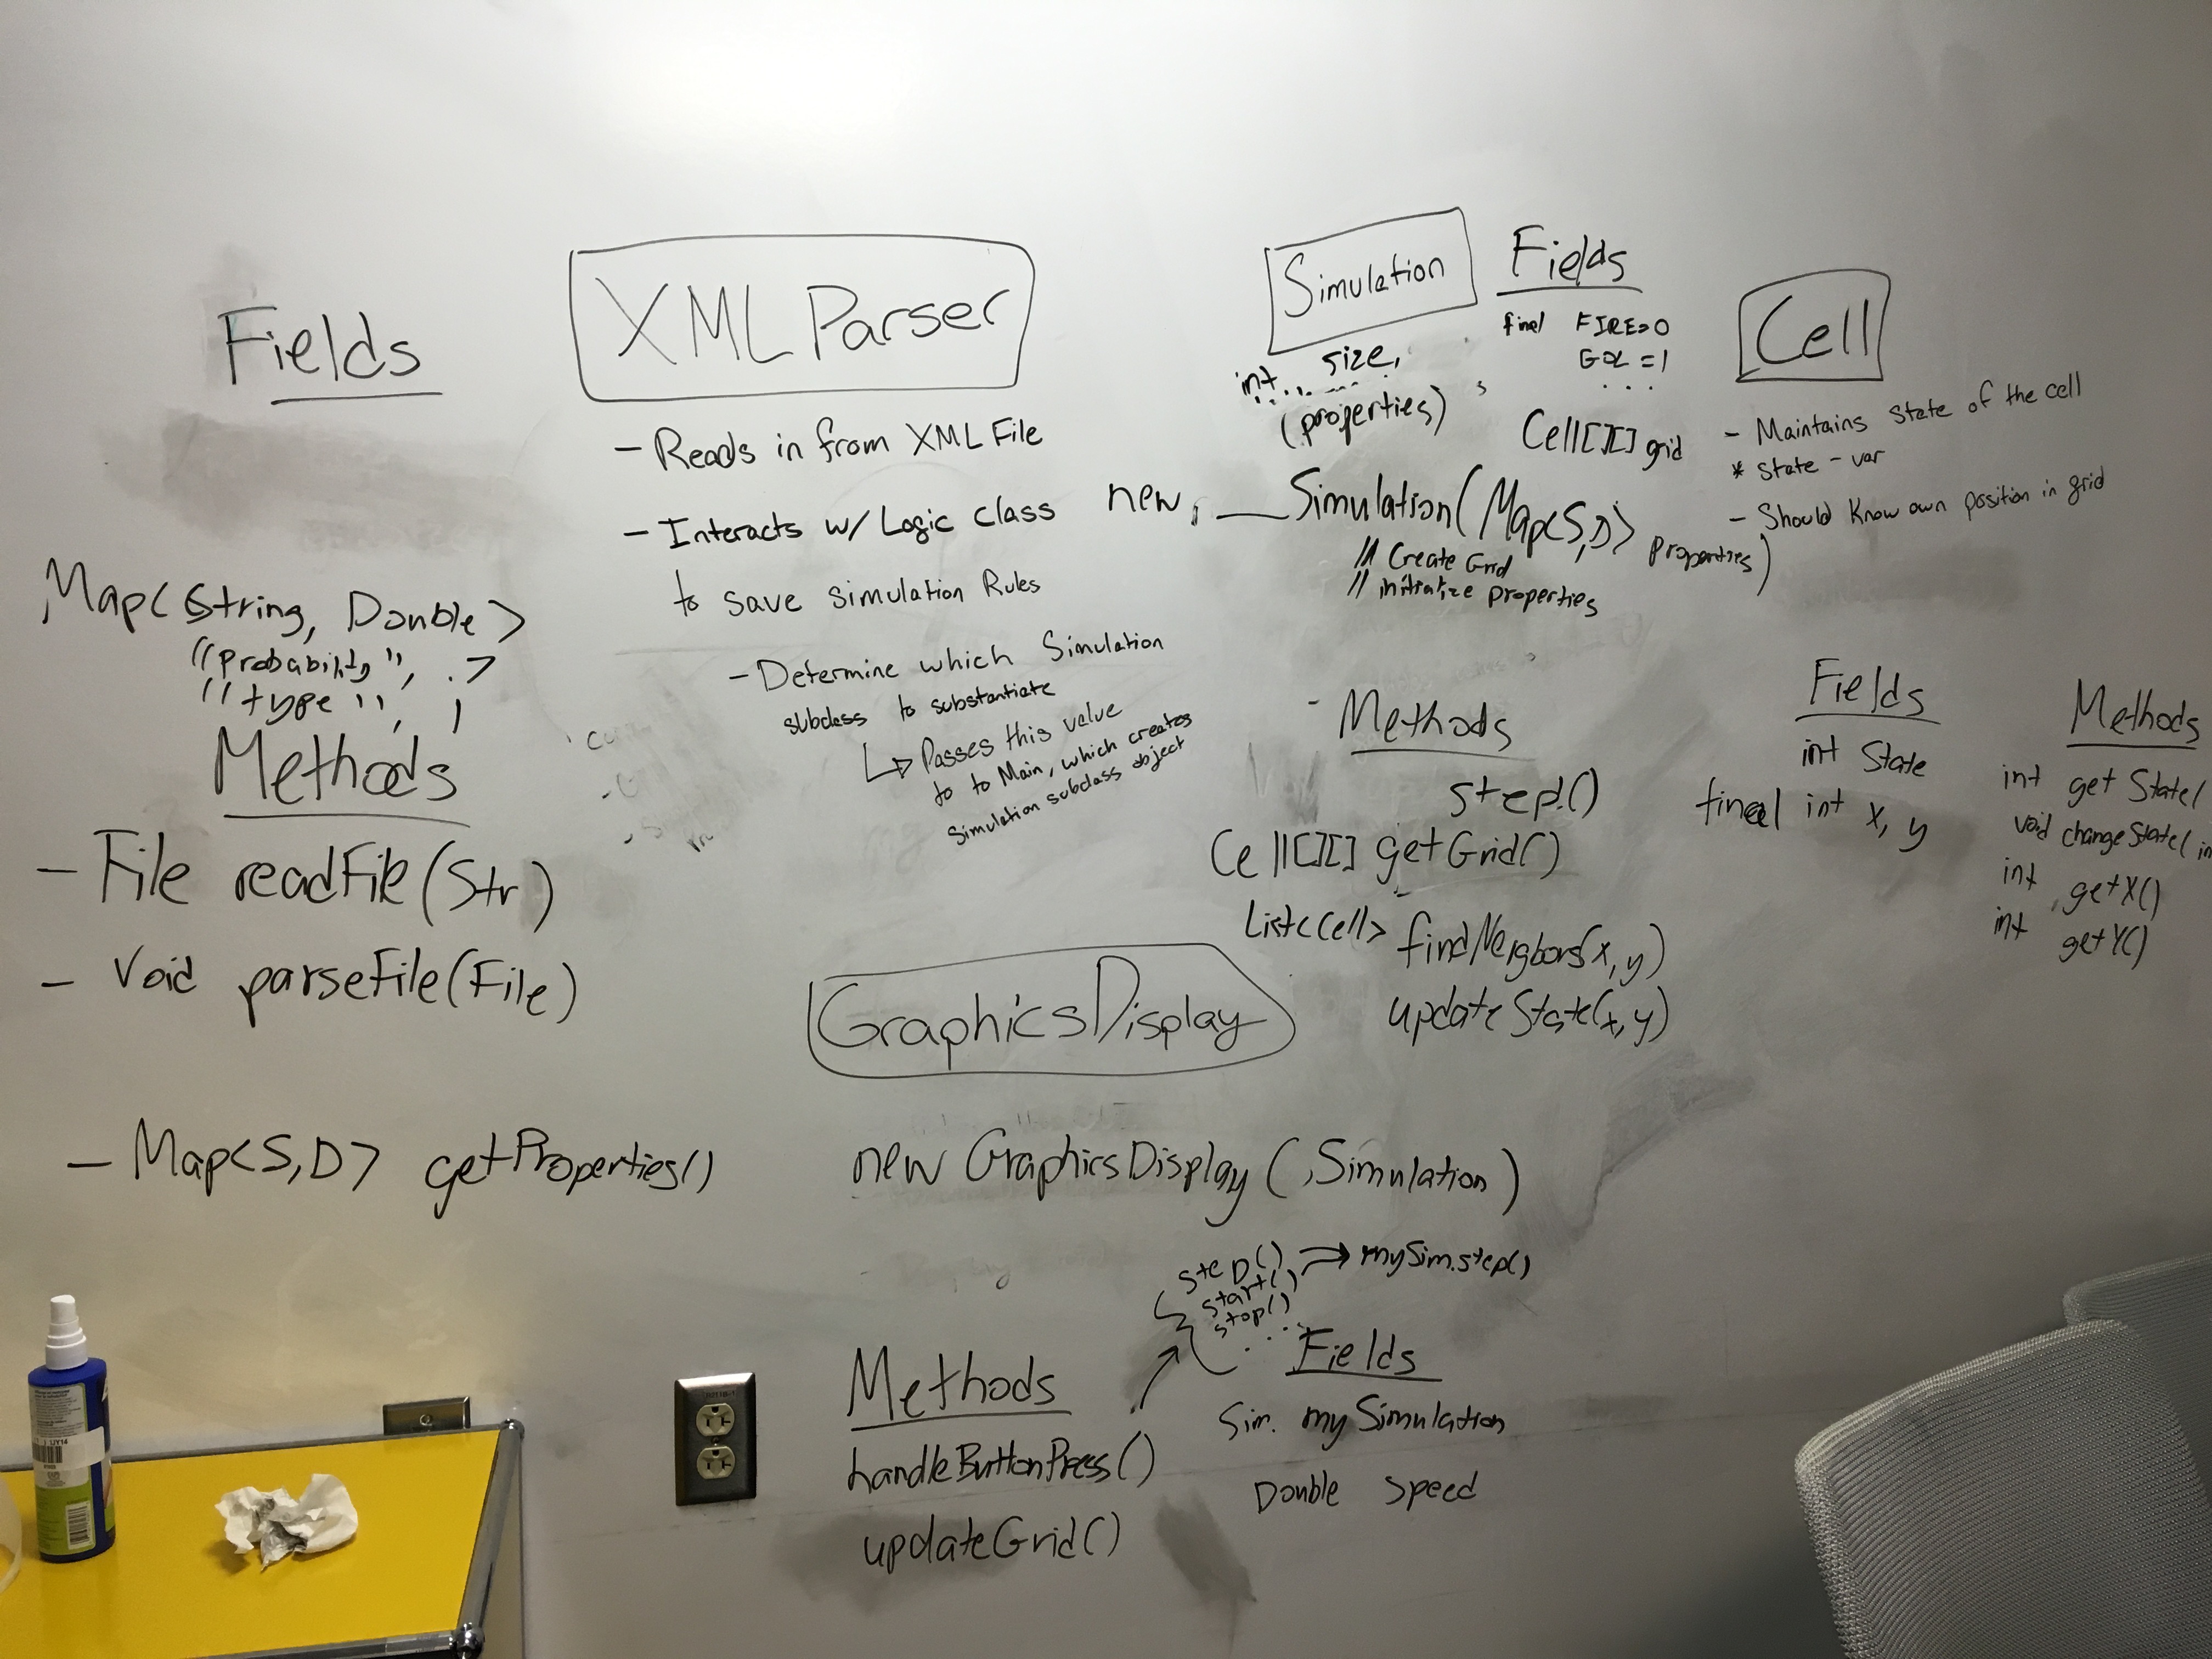 Fields
Map<String, Double>
"probability", .7
"type", 1
Methods
- File readFile(Str)
- Void parseFile(File)
- Map<S,D> getProperties()
XML Parser
- Reads in from XML File
- Interacts w/ Logic class
to save simulation Rules
- Determine which Simulation
subclass to substantiate
Passes this value
to to Main, which creates
simulation subclass object
Simulation
int size,
(properties)
Fields
final FIRE=0
GOL=1
...
Cell[][] grid
new __Simulation(Map<S,D> properties)
// Create Grid
// initialize properties
Methods
step()
Cell[][] getGrid()
List<Cell> findNeigbors(x,y)
updateState(x,y)
Cell
- Maintains state of the cell
* state - var
- Should know own position in grid
Fields
int State
final int x, y
Methods
int getState(
void changeState(in
int getX()
int getY()
GraphicsDisplay
new GraphicsDisplay(,Simulation)
step() → mySim.step()
start()
stop()
...
Methods
handleButtonPress()
updateGrid()
Fields
Sim. mySimulation
Double speed